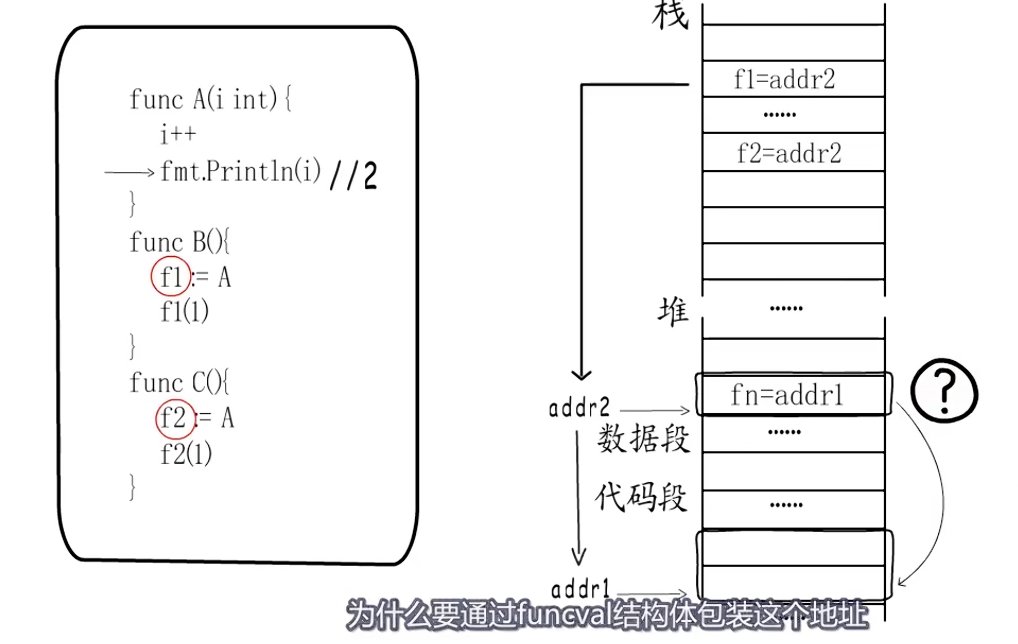 func A(i int) {
i++
fmt.Println(i) //2
}
func B(){
f1 := A
f1(1)
}
func C(){
f2 := A
f2(1)
}
栈
f1=addr2
……
f2=addr2
……
堆
fn=addr1
?
addr2
数据段
……
代码段
……
addr1
为什么要通过funcval结构体包装这个地址